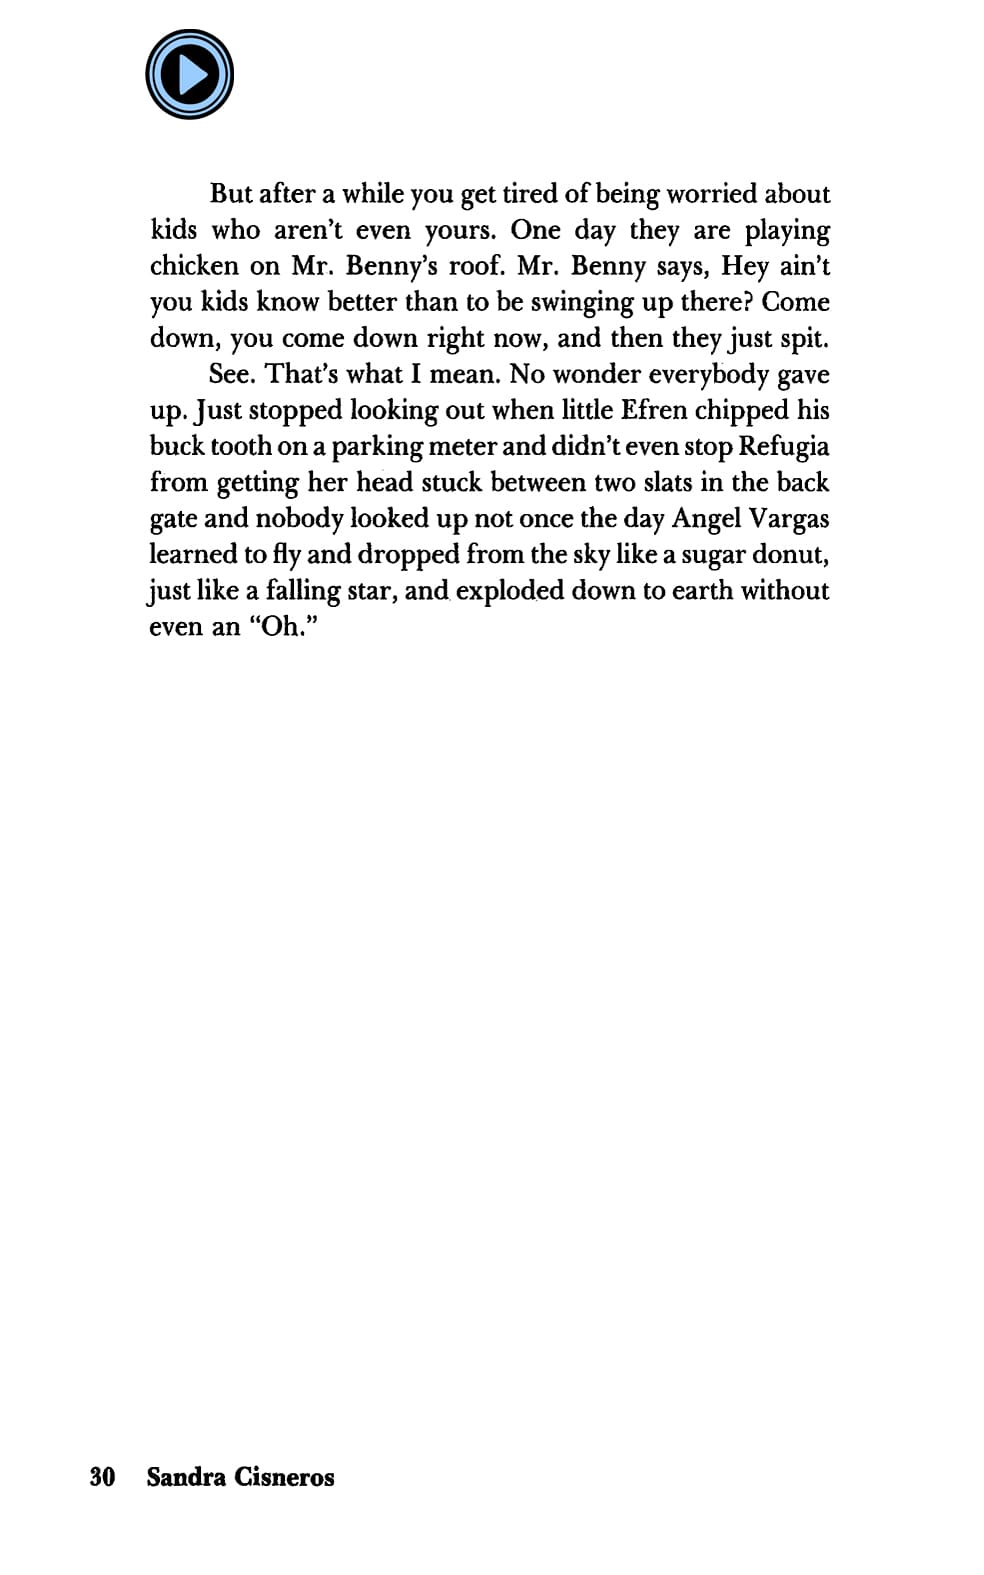 But after a while you get tired of being worried about
kids who aren't even yours. One day they are playing
chicken on Mr. Benny's roof. Mr. Benny says, Hey ain't
you kids know better than to be swinging up there? Come
down, you come down right now, and then they just spit.
See. That's what I mean. No wonder everybody gave
up. Just stopped looking out when little Efren chipped his
buck tooth on a parking meter and didn't even stop Refugia
from getting her head stuck between two slats in the back
gate and nobody looked up not once the day Angel Vargas
learned to fly and dropped from the sky like a sugar donut,
just like a falling star, and exploded down to earth without
even an “Oh.”
30 Sandra Cisneros